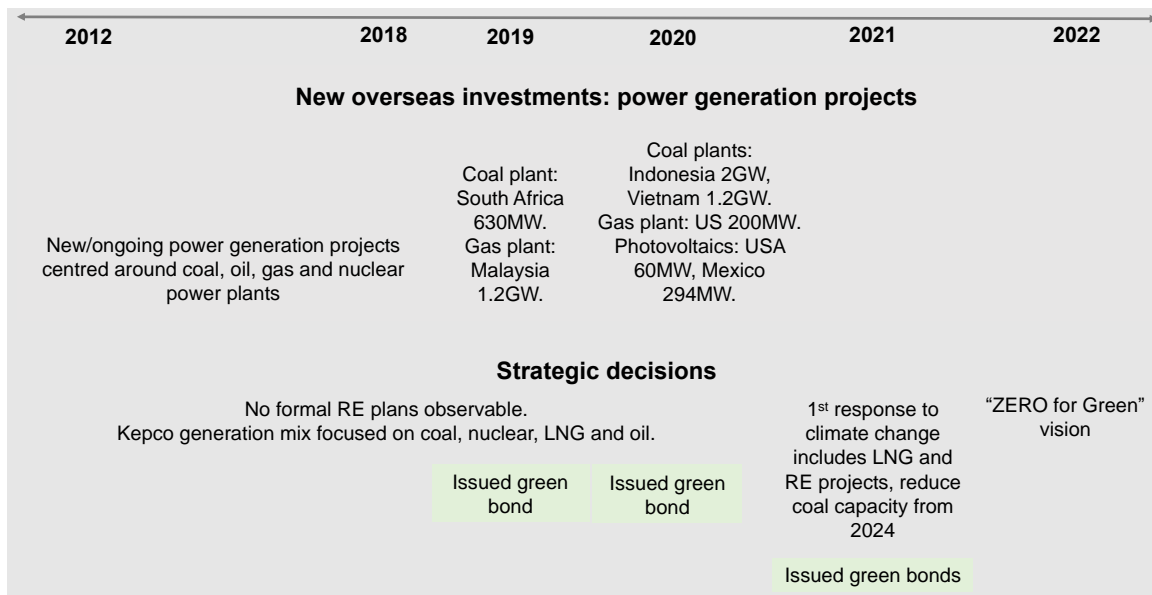 2012 2018 2019 2020 2021 2022
New overseas investments: power generation projects
New/ongoing power generation projects
centred around coal, oil, gas and nuclear
power plants
Coal plant:
South Africa
630MW.
Gas plant:
Malaysia
1.2GW.
Coal plants:
Indonesia 2GW,
Vietnam 1.2GW.
Gas plant: US 200MW.
Photovoltaics: USA
60MW, Mexico
294MW.
Strategic decisions
No formal RE plans observable.
Kepco generation mix focused on coal, nuclear, LNG and oil.
Issued green
bond
Issued green
bond
1st response to
climate change
includes LNG and
RE projects, reduce
coal capacity from
2024
Issued green bonds
“ZERO for Green”
vision